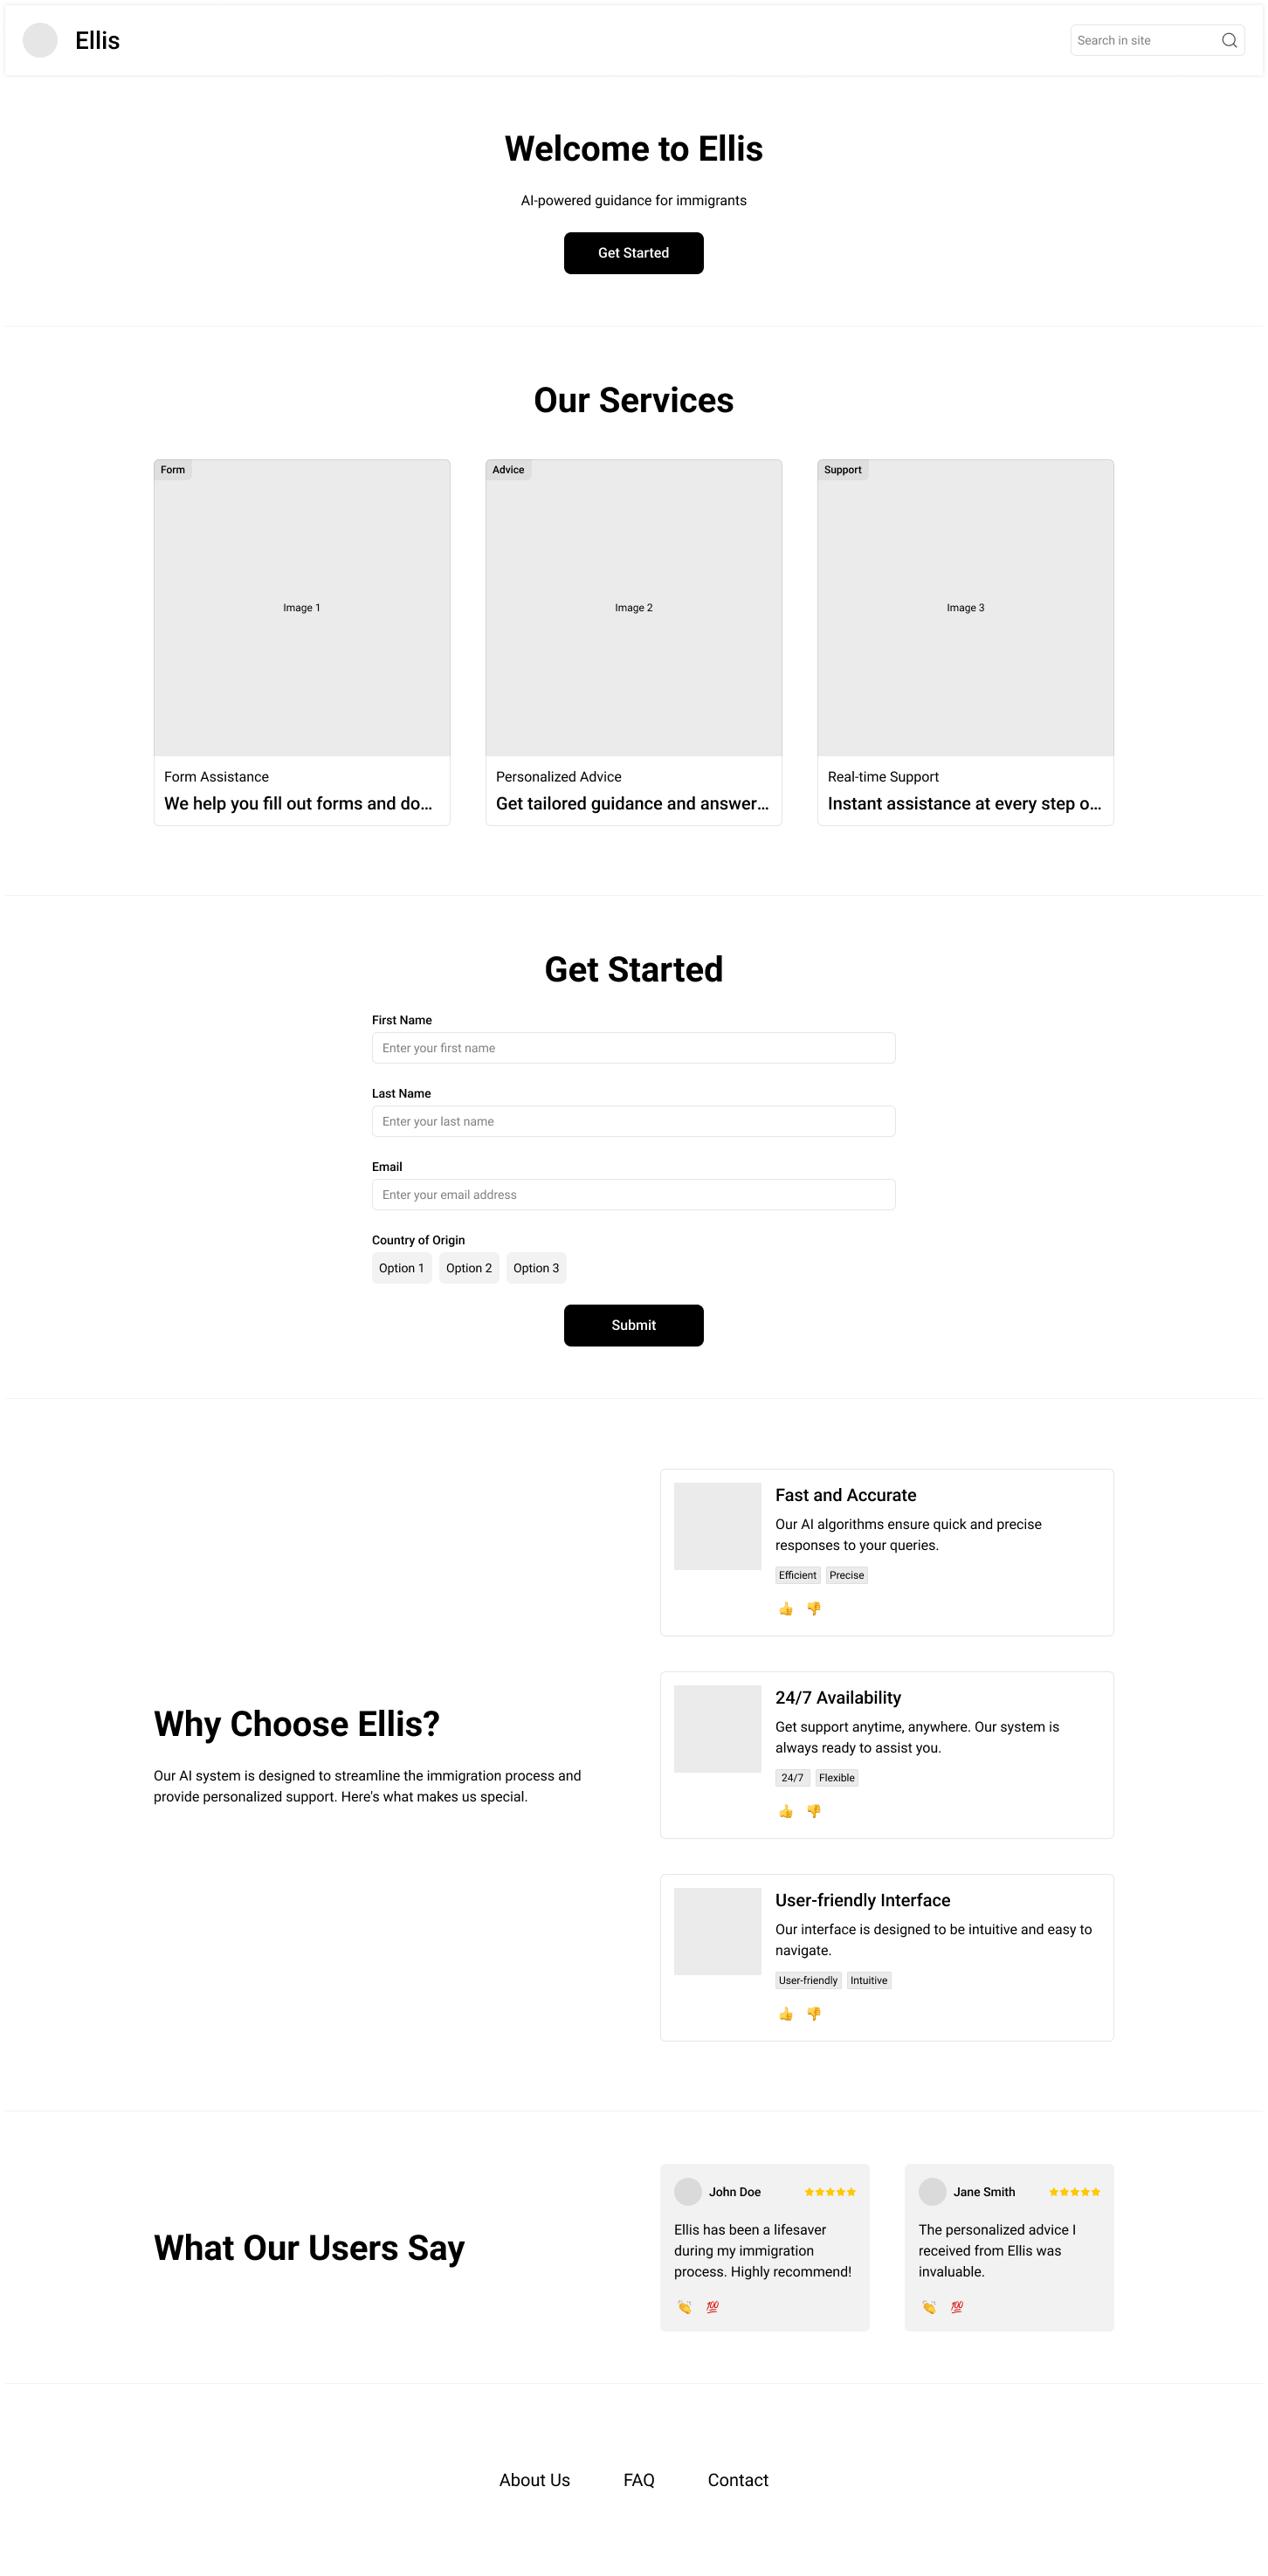 Ellis
Search in site
Welcome to Ellis
AI-powered guidance for immigrants
Get Started
Our Services
Form
Image 1
Form Assistance
We help you fill out forms and do...
Advice
Image 2
Personalized Advice
Get tailored guidance and answer...
Support
Image 3
Real-time Support
Instant assistance at every step o...
Get Started
First Name
Enter your first name
Last Name
Enter your last name
Email
Enter your email address
Country of Origin
Option 1 Option 2 Option 3
Submit
Why Choose Ellis?
Our AI system is designed to streamline the immigration process and
provide personalized support. Here's what makes us special.
Fast and Accurate
Our AI algorithms ensure quick and precise
responses to your queries.
Efficient Precise
👍 👎
24/7 Availability
Get support anytime, anywhere. Our system is
always ready to assist you.
24/7 Flexible
👍 👎
User-friendly Interface
Our interface is designed to be intuitive and easy to
navigate.
User-friendly Intuitive
👍 👎
What Our Users Say
John Doe ★★★★★
Ellis has been a lifesaver
during my immigration
process. Highly recommend!
👏 💯
Jane Smith ★★★★★
The personalized advice I
received from Ellis was
invaluable.
👏 💯
About Us FAQ Contact